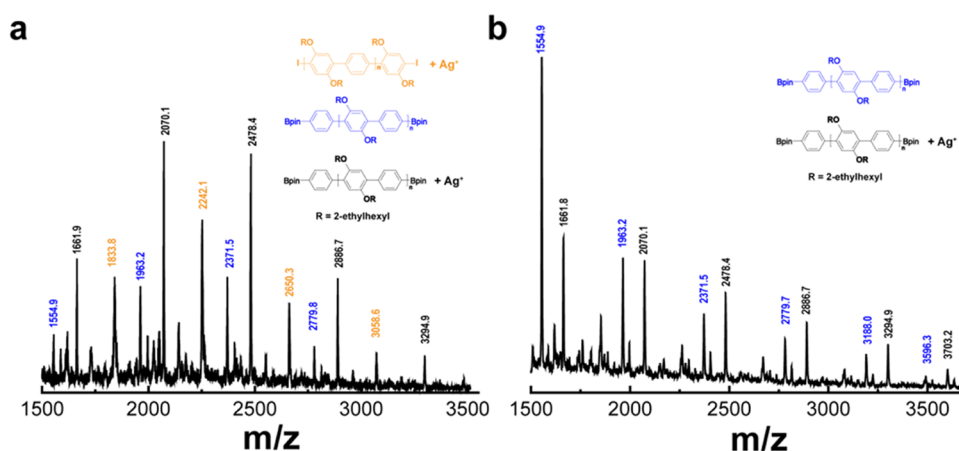 a
RO
RO
I
n
I
+ Ag⁺
OR
OR
RO
Bpin
n
Bpin
OR
RO
Bpin
n
Bpin
+ Ag⁺
OR
R = 2-ethylhexyl
1554.9
1661.9
1833.8
1963.2
2070.1
2242.1
2371.5
2478.4
2650.3
2779.8
2886.7
3058.6
3294.9
1500
2000
2500
3000
3500
m/z
b
RO
Bpin
Bpin
n
OR
RO
Bpin
Bpin
n
+ Ag⁺
OR
R = 2-ethylhexyl
1554.9
1661.8
1963.2
2070.1
2371.5
2478.4
2779.7
2886.7
3188.0
3294.9
3596.3
3703.2
1500
2000
2500
3000
3500
m/z